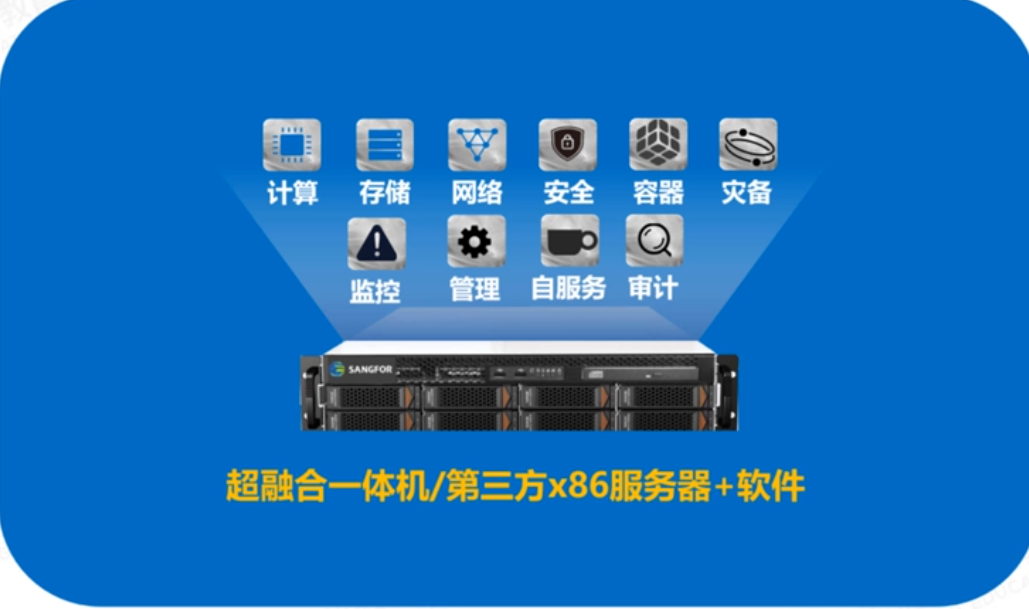 计算 存储 网络 安全 容器 灾备
监控 管理 自服务 审计
SANGFOR
超融合一体机/第三方x86服务器+软件